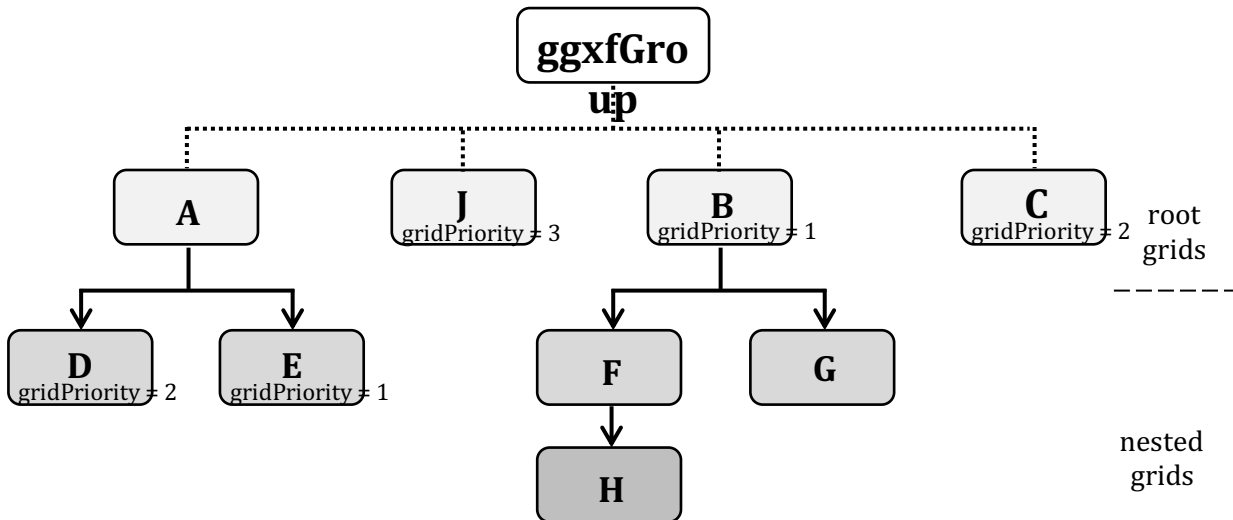 ggxfGro
up
A
J
gridPriority = 3
B
gridPriority = 1
C
gridPriority = 2
root
grids
D
gridPriority = 2
E
gridPriority = 1
F
G
H
nested
grids